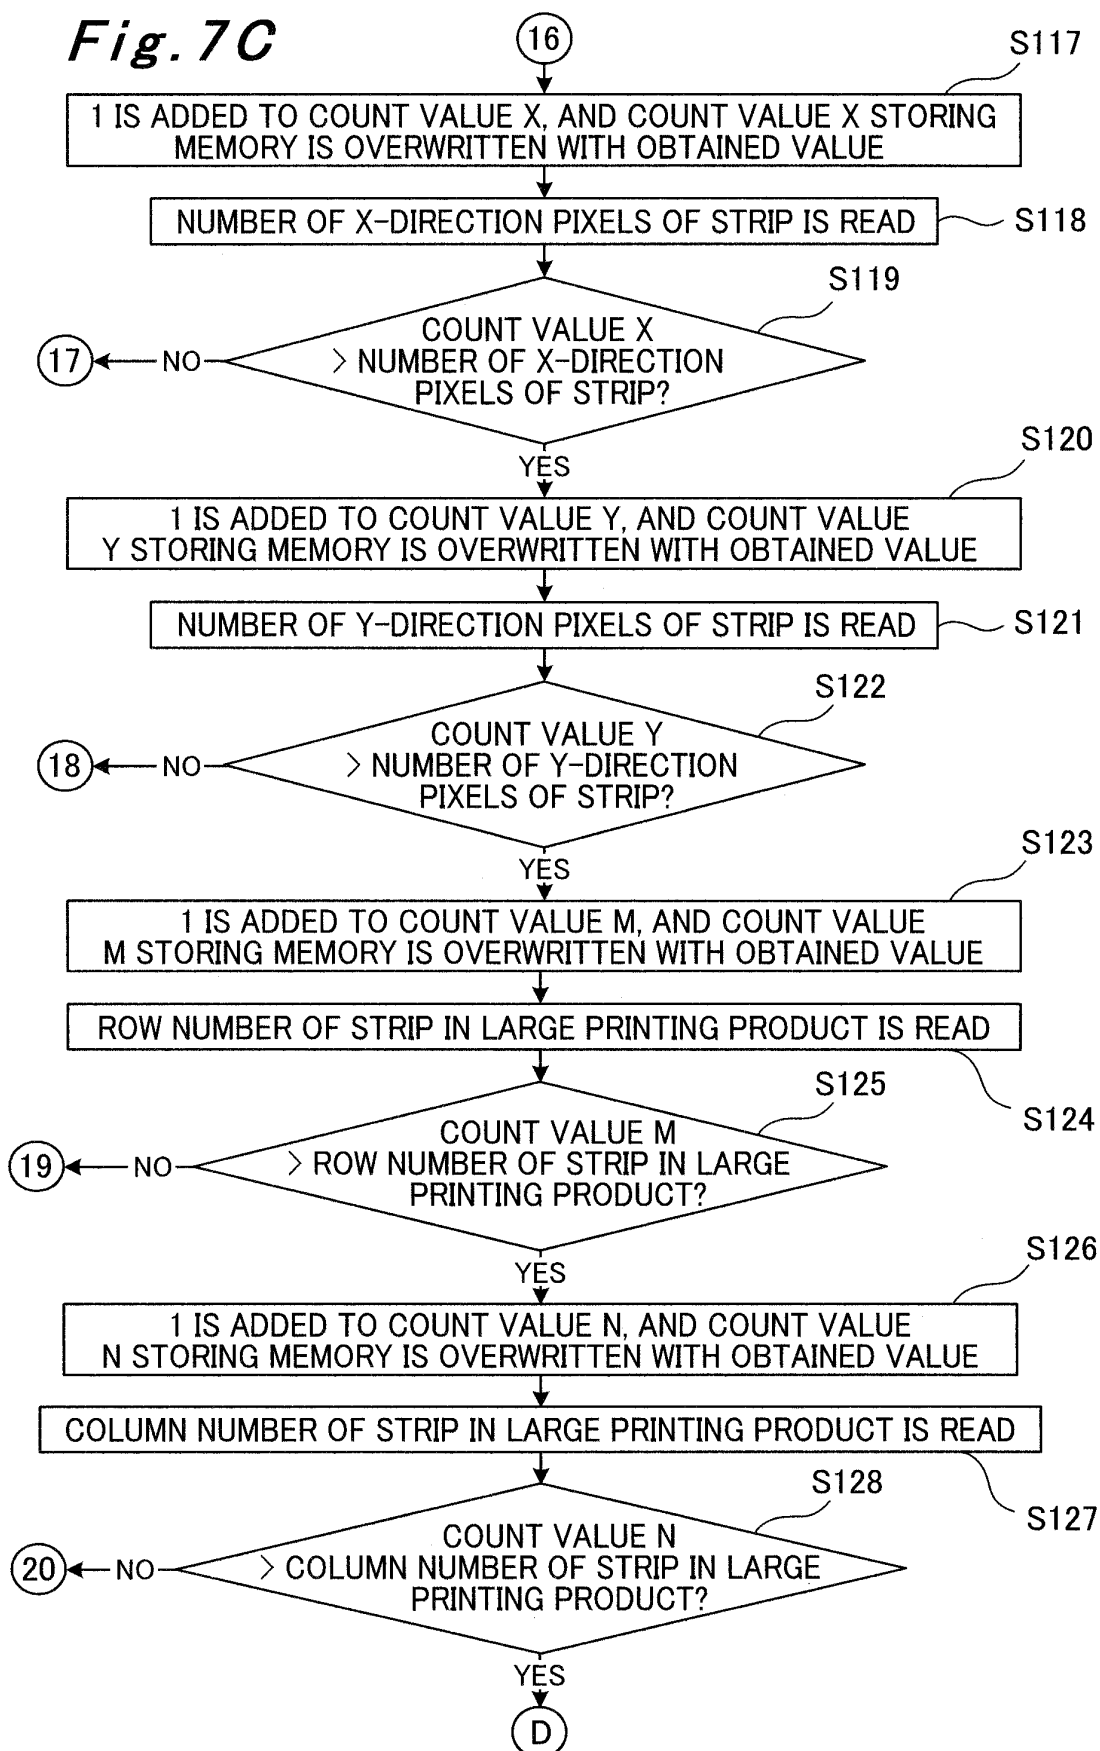 Fig. 7C
16
S117
1 IS ADDED TO COUNT VALUE X, AND COUNT VALUE X STORING
MEMORY IS OVERWRITTEN WITH OBTAINED VALUE
NUMBER OF X-DIRECTION PIXELS OF STRIP IS READ
S118
S119
COUNT VALUE X
> NUMBER OF X-DIRECTION
PIXELS OF STRIP?
17
NO
YES
S120
1 IS ADDED TO COUNT VALUE Y, AND COUNT VALUE
Y STORING MEMORY IS OVERWRITTEN WITH OBTAINED VALUE
NUMBER OF Y-DIRECTION PIXELS OF STRIP IS READ
S121
S122
COUNT VALUE Y
> NUMBER OF Y-DIRECTION
PIXELS OF STRIP?
18
NO
YES
S123
1 IS ADDED TO COUNT VALUE M, AND COUNT VALUE
M STORING MEMORY IS OVERWRITTEN WITH OBTAINED VALUE
ROW NUMBER OF STRIP IN LARGE PRINTING PRODUCT IS READ
S124
S125
COUNT VALUE M
> ROW NUMBER OF STRIP IN LARGE
PRINTING PRODUCT?
19
NO
YES
S126
1 IS ADDED TO COUNT VALUE N, AND COUNT VALUE
N STORING MEMORY IS OVERWRITTEN WITH OBTAINED VALUE
COLUMN NUMBER OF STRIP IN LARGE PRINTING PRODUCT IS READ
S127
S128
COUNT VALUE N
> COLUMN NUMBER OF STRIP IN LARGE
PRINTING PRODUCT?
20
NO
YES
D